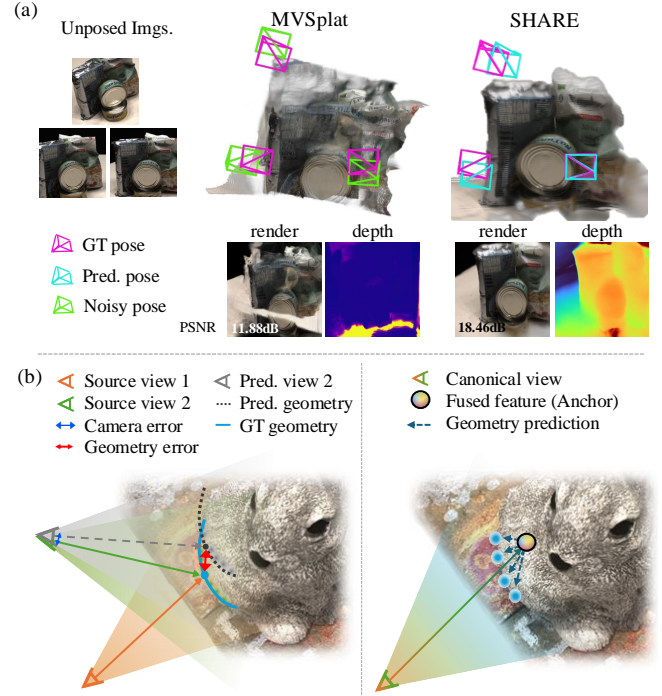 (a)
Unposed Imgs.
MVSplat
SHARE
GT pose
Pred. pose
Noisy pose
render
depth
render
depth
PSNR
11.88dB
18.46dB
(b)
Source view 1
Source view 2
Camera error
Geometry error
Pred. view 2
Pred. geometry
GT geometry
Canonical view
Fused feature (Anchor)
Geometry prediction